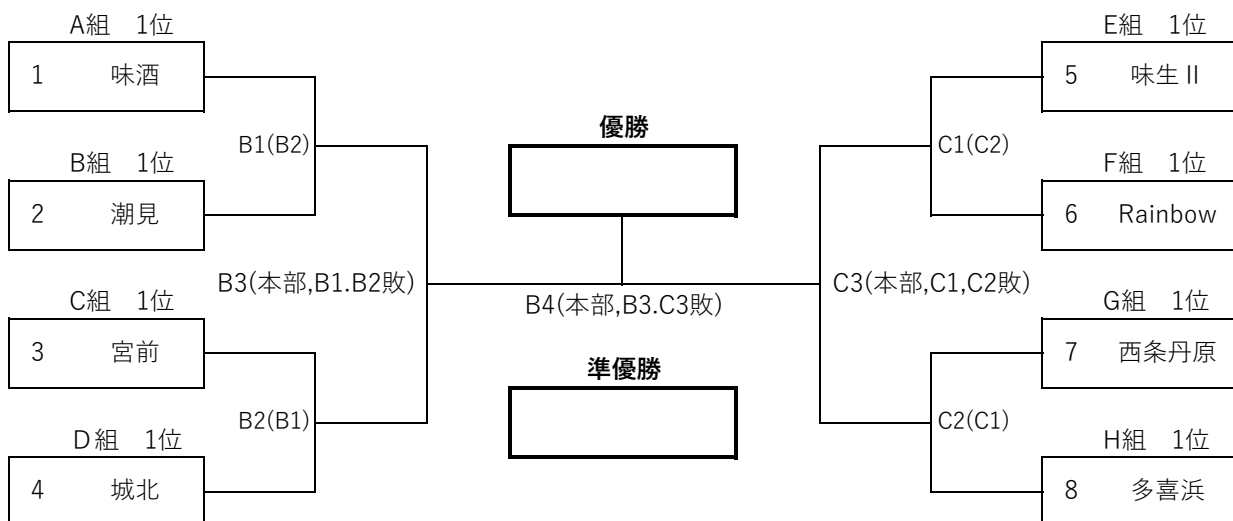 A組　1位
1 味酒
B1(B2)
B組　1位
2 潮見
B3(本部,B1.B2敗)
C組　1位
3 宮前
B2(B1)
D組　1位
4 城北
優勝
B4(本部,B3.C3敗)
準優勝
E組　1位
5 味生Ⅱ
C1(C2)
F組　1位
6 Rainbow
C3(本部,C1,C2敗)
G組　1位
7 西条丹原
C2(C1)
H組　1位
8 多喜浜